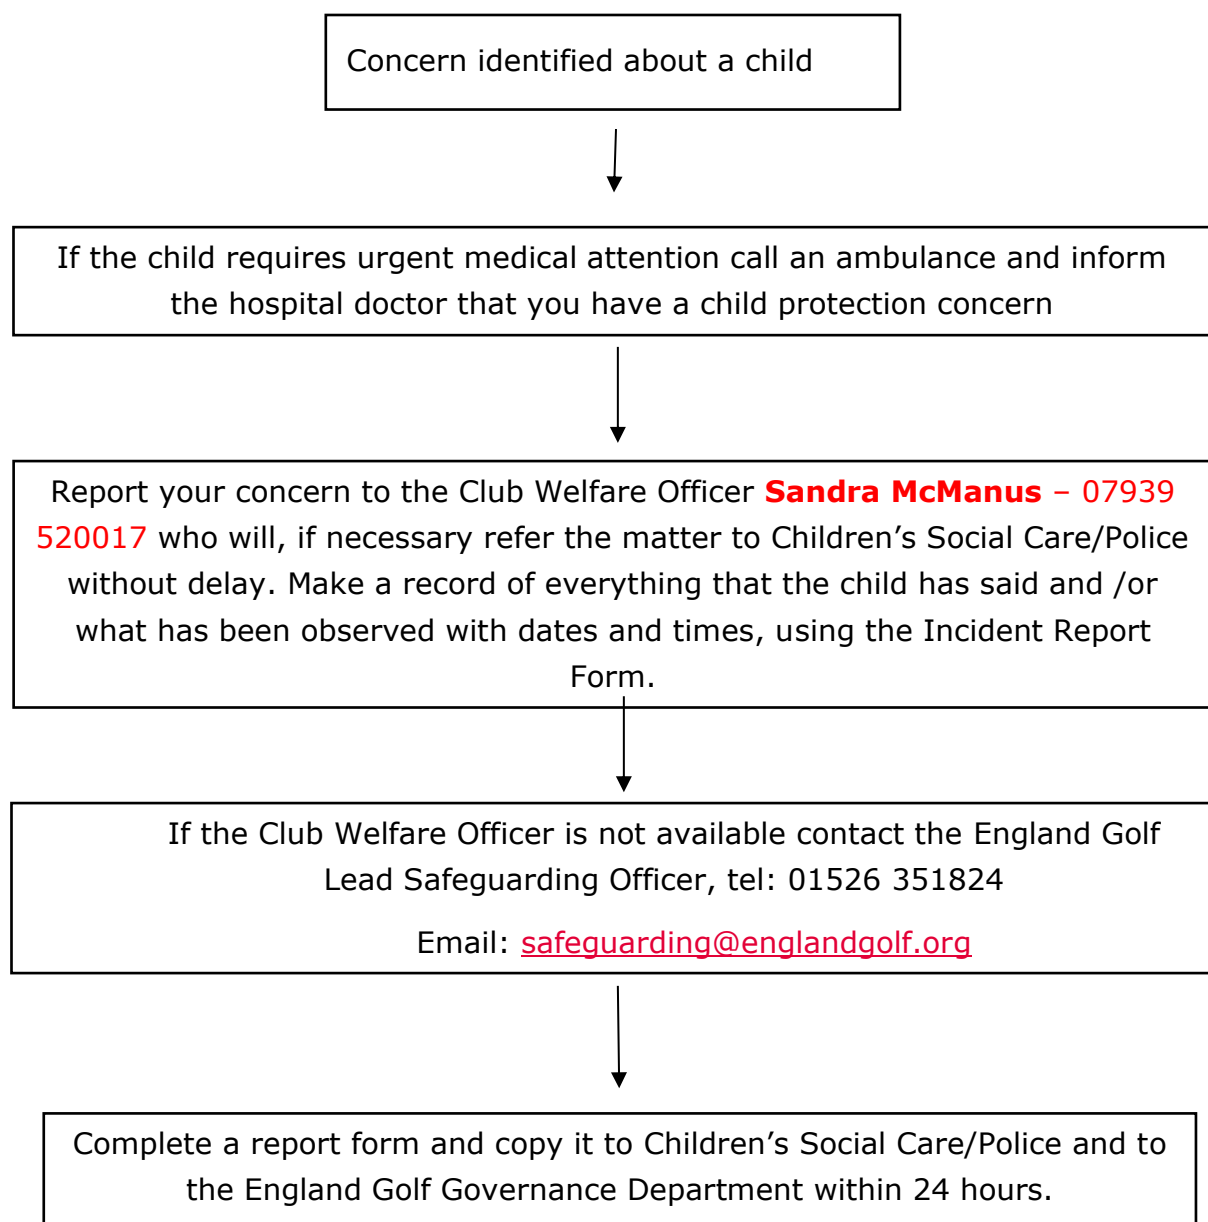 Concern identified about a child
If the child requires urgent medical attention call an ambulance and inform
the hospital doctor that you have a child protection concern
Report your concern to the Club Welfare Officer Sandra McManus – 07939
520017 who will, if necessary refer the matter to Children’s Social Care/Police
without delay. Make a record of everything that the child has said and /or
what has been observed with dates and times, using the Incident Report
Form.
If the Club Welfare Officer is not available contact the England Golf
Lead Safeguarding Officer, tel: 01526 351824
Email: safeguarding@englandgolf.org
Complete a report form and copy it to Children’s Social Care/Police and to
the England Golf Governance Department within 24 hours.